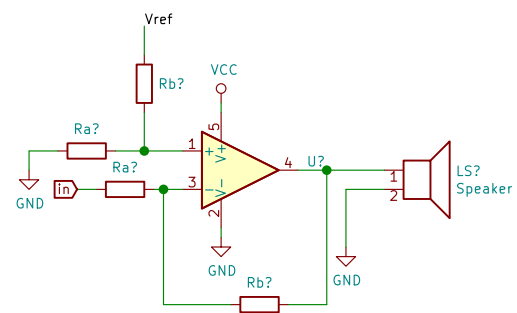 Vref
VCC
Rb?
Ra?
5
1
+
V+
4
U?
LS?
Speaker
1
2
GND
in
Ra?
3
-
V-
2
GND
GND
Rb?